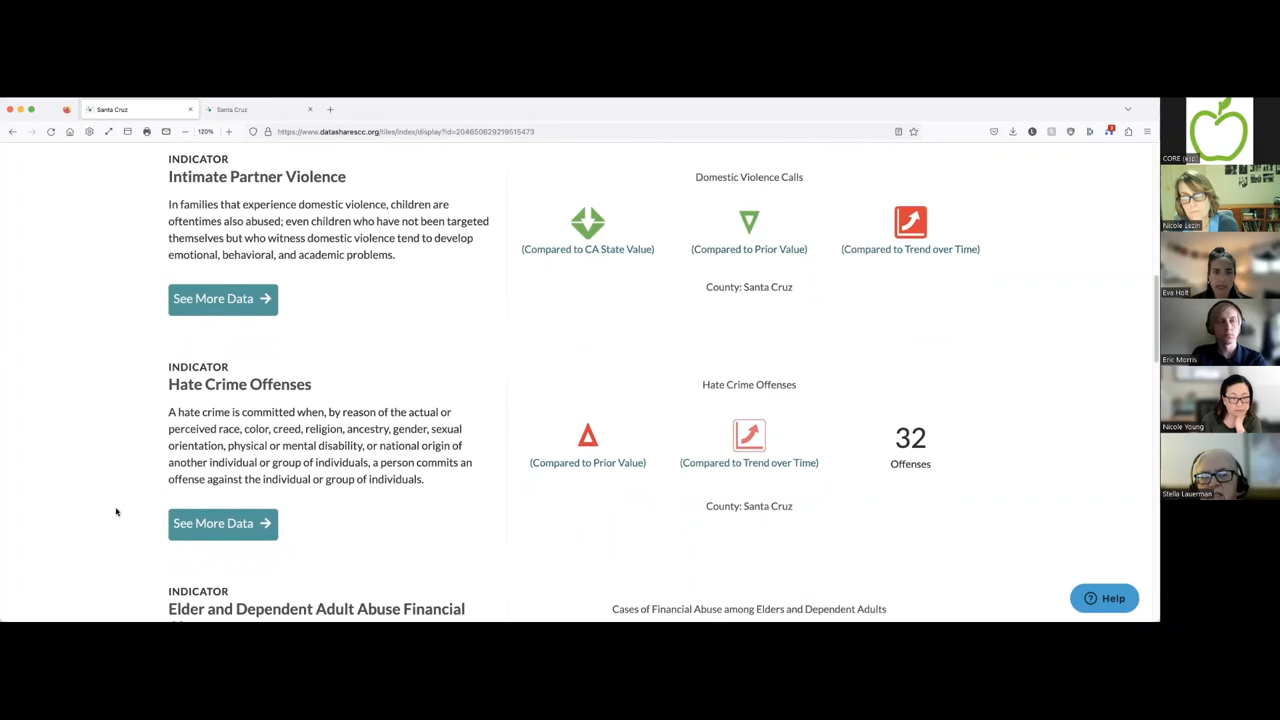 Santa Cruz
Santa Cruz
120%
https://www.datasharescc.org/tiles/index/display?id=204650629219515473
INDICATOR
Intimate Partner Violence
In families that experience domestic violence, children are
oftentimes also abused; even children who have not been targeted
themselves but who witness domestic violence tend to develop
emotional, behavioral, and academic problems.
See More Data →
Domestic Violence Calls
(Compared to CA State Value)
(Compared to Prior Value)
(Compared to Trend over Time)
County: Santa Cruz
INDICATOR
Hate Crime Offenses
A hate crime is committed when, by reason of the actual or
perceived race, color, creed, religion, ancestry, gender, sexual
orientation, physical or mental disability, or national origin of
another individual or group of individuals, a person commits an
offense against the individual or group of individuals.
See More Data →
Hate Crime Offenses
(Compared to Prior Value)
(Compared to Trend over Time)
32
Offenses
County: Santa Cruz
INDICATOR
Elder and Dependent Adult Abuse Financial
Cases of Financial Abuse among Elders and Dependent Adults
Help
CORE (esp)
Nicole Lezin
Eva Holt
Eric Morris
Nicole Young
Stella Lauerman